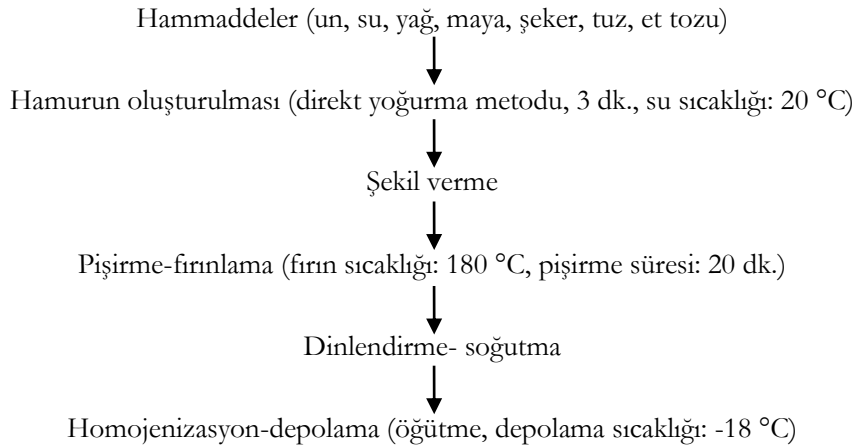 Hammaddeler (un, su, yağ, maya, şeker, tuz, et tozu)
Hamurun oluşturulması (direkt yoğurma metodu, 3 dk., su sıcaklığı: 20 °C)
Şekil verme
Pişirme-fırınlama (fırın sıcaklığı: 180 °C, pişirme süresi: 20 dk.)
Dinlendirme- soğutma
Homojenizasyon-depolama (öğütme, depolama sıcaklığı: -18 °C)